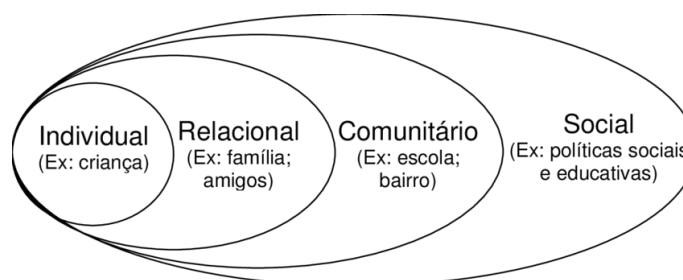 Individual
(Ex: criança)
Relacional
(Ex: família;
amigos)
Comunitário
(Ex: escola;
bairro)
Social
(Ex: políticas sociais
e educativas)